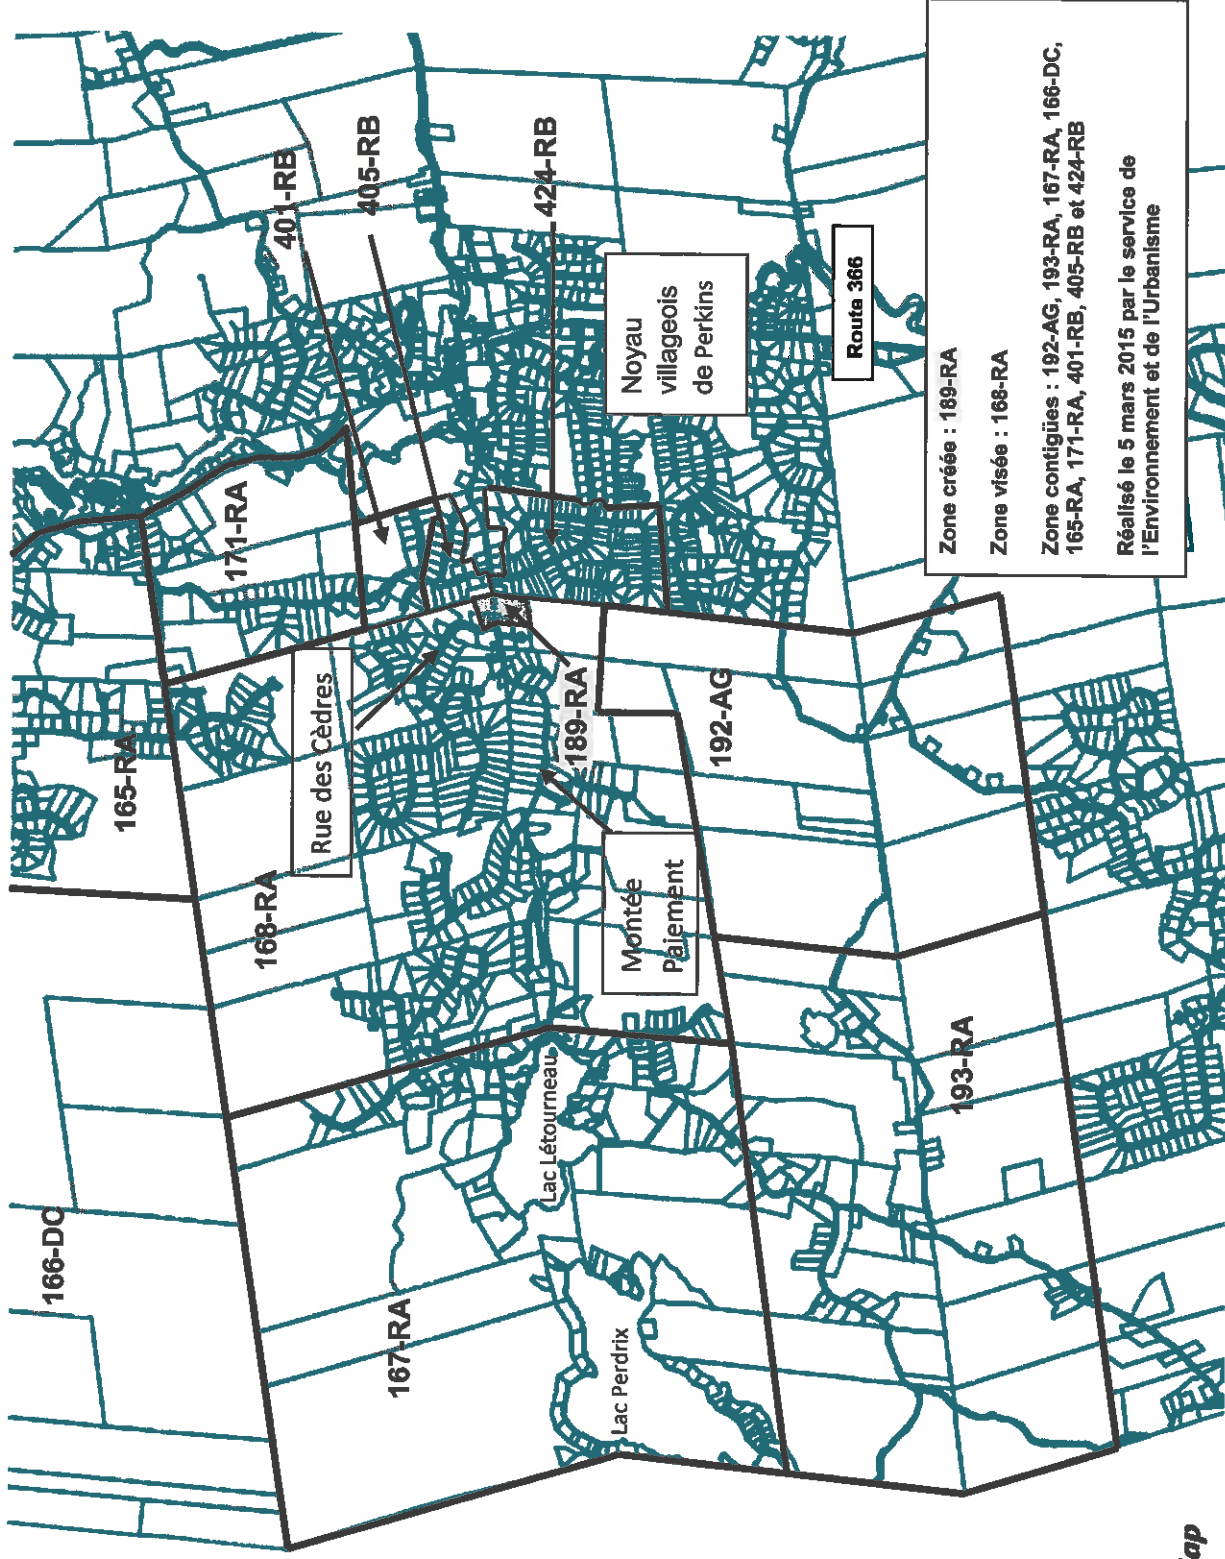 166-DC
165-RA
171-RA
168-RA
401-RB
Rue des Cèdres
405-RB
167-RA
424-RB
Lac Létourneau
189-RA
Lac Perdrix
Montée
Paiement
Noyau
villageois
de Perkins
192-AG
Route 366
193-RA
Zone créée : 189-RA
Zone visée : 168-RA
Zone contigües : 192-AG, 193-RA, 167-RA, 166-DC,
165-RA, 171-RA, 401-RB, 405-RB et 424-RB
Réalisé le 5 mars 2015 par le service de
l'Environnement et de l'Urbanisme